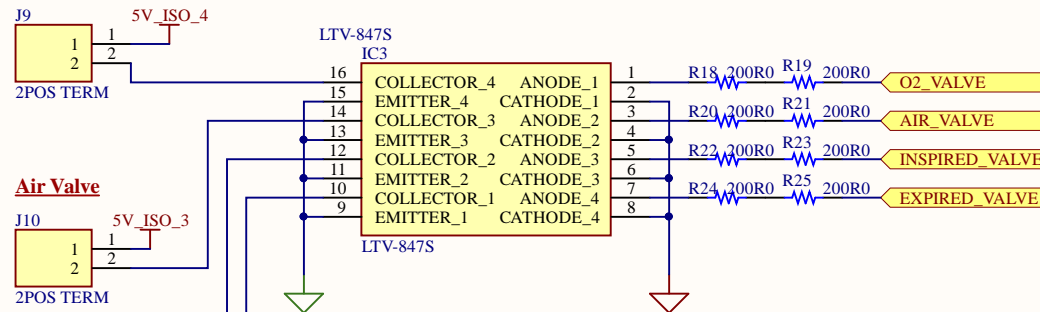 J9
5V_ISO_4
1
2
1
2
2POS TERM
Air Valve
J10
5V_ISO_3
1
2
1
2
2POS TERM
LTV-847S
IC3
16
15
14
13
12
11
10
9
COLLECTOR_4
EMITTER_4
COLLECTOR_3
EMITTER_3
COLLECTOR_2
EMITTER_2
COLLECTOR_1
EMITTER_1
ANODE_1
CATHODE_1
ANODE_2
CATHODE_2
ANODE_3
CATHODE_3
ANODE_4
CATHODE_4
1
2
3
4
5
6
7
8
LTV-847S
R18 200R0 R19 200R0 O2_VALVE
R20 200R0 R21 200R0 AIR_VALVE
R22 200R0 R23 200R0 INSPIRED_VALVE
R24 200R0 R25 200R0 EXPIRED_VALVE